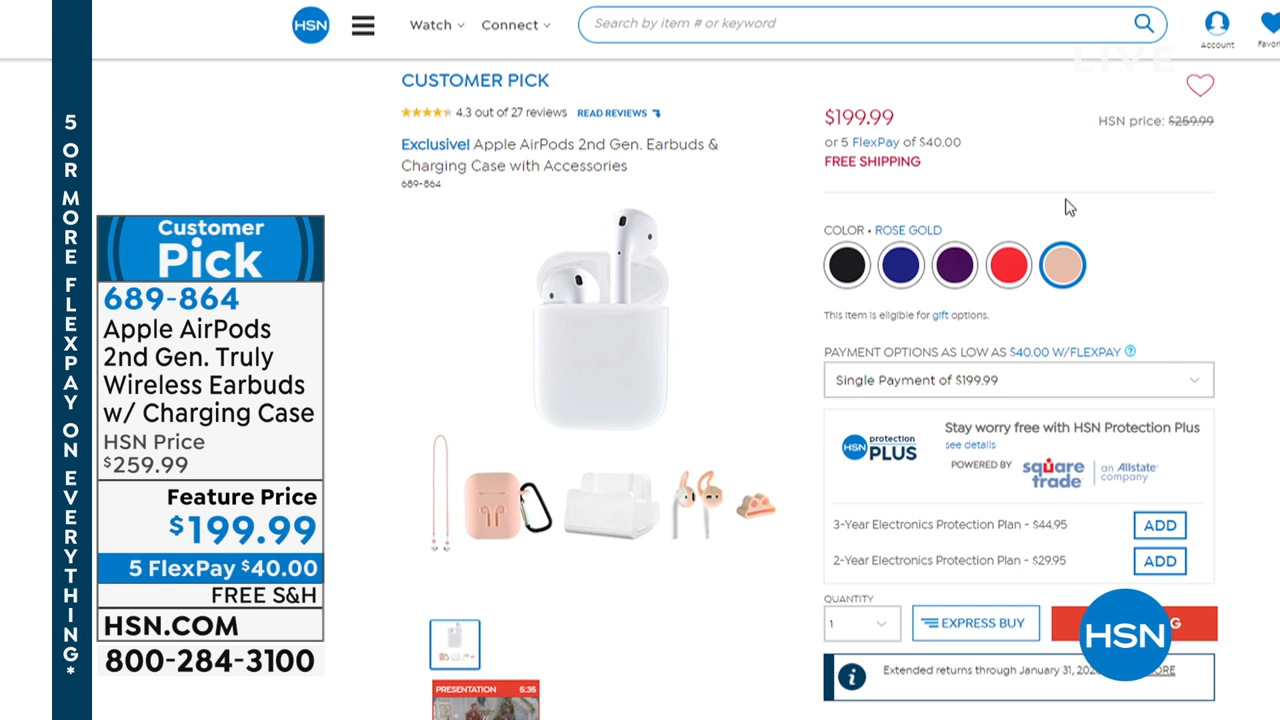 HSN
Watch
Connect
Search by item # or keyword
Account
LIVE
5 OR MORE FLEXPAY ON EVERYTHING*
Customer
Pick
689-864
Apple AirPods
2nd Gen. Truly
Wireless Earbuds
w/ Charging Case
HSN Price
$259.99
Feature Price
$199.99
5 FlexPay $40.00
FREE S&H
HSN.COM
800-284-3100
CUSTOMER PICK
4.3 out of 27 reviews READ REVIEWS
Exclusive! Apple AirPods 2nd Gen. Earbuds &
Charging Case with Accessories
689-864
PRESENTATION 5:36
$199.99
HSN price: $259.99
or 5 FlexPay of $40.00
FREE SHIPPING
COLOR • ROSE GOLD
This item is eligible for gift options.
PAYMENT OPTIONS AS LOW AS $40.00 W/FLEXPAY ?
Single Payment of $199.99
HSN protection PLUS
Stay worry free with HSN Protection Plus
see details
POWERED BY square trade | an Allstate company
3-Year Electronics Protection Plan - $44.95 ADD
2-Year Electronics Protection Plan - $29.95 ADD
QUANTITY
1
EXPRESS BUY
HSN
Extended returns through January 31,